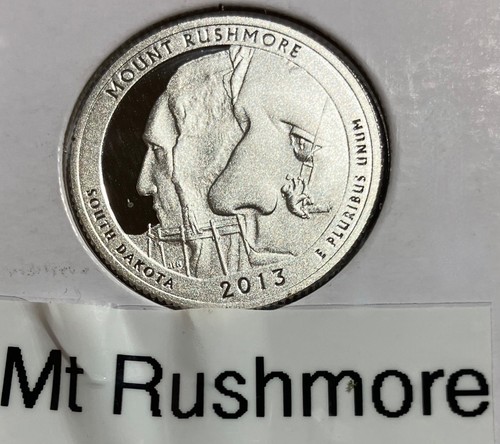 MOUNT RUSHMORE
SOUTH DAKOTA
2013
E PLURIBUS UNUM
Mt Rushmore